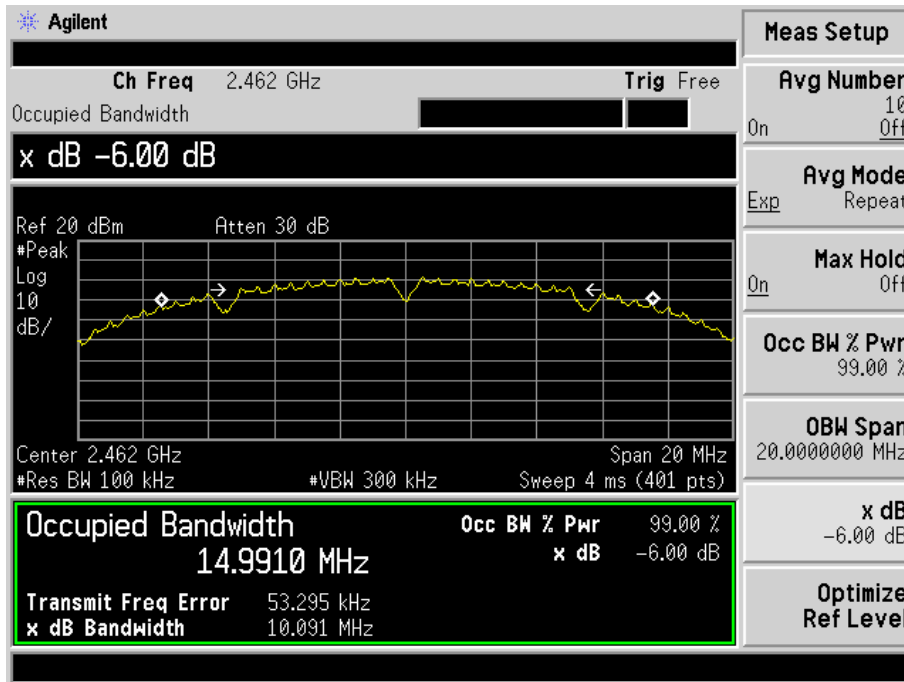 Agilent
Ch Freq 2.462 GHz Trig Free
Occupied Bandwidth
x dB -6.00 dB
Ref 20 dBm Atten 30 dB
#Peak
Log
10
dB/
Center 2.462 GHz Span 20 MHz
#Res BW 100 kHz #VBW 300 kHz Sweep 4 ms (401 pts)
Occupied Bandwidth Occ BW % Pwr 99.00 %
14.9910 MHz x dB -6.00 dB
Transmit Freq Error 53.295 kHz
x dB Bandwidth 10.091 MHz
Meas Setup
Avg Number
10
On Off
Avg Mode
Exp Repeat
Max Hold
On Off
Occ BW % Pwr
99.00 %
OBW Span
20.0000000 MHz
x dB
-6.00 dB
Optimize
Ref Level